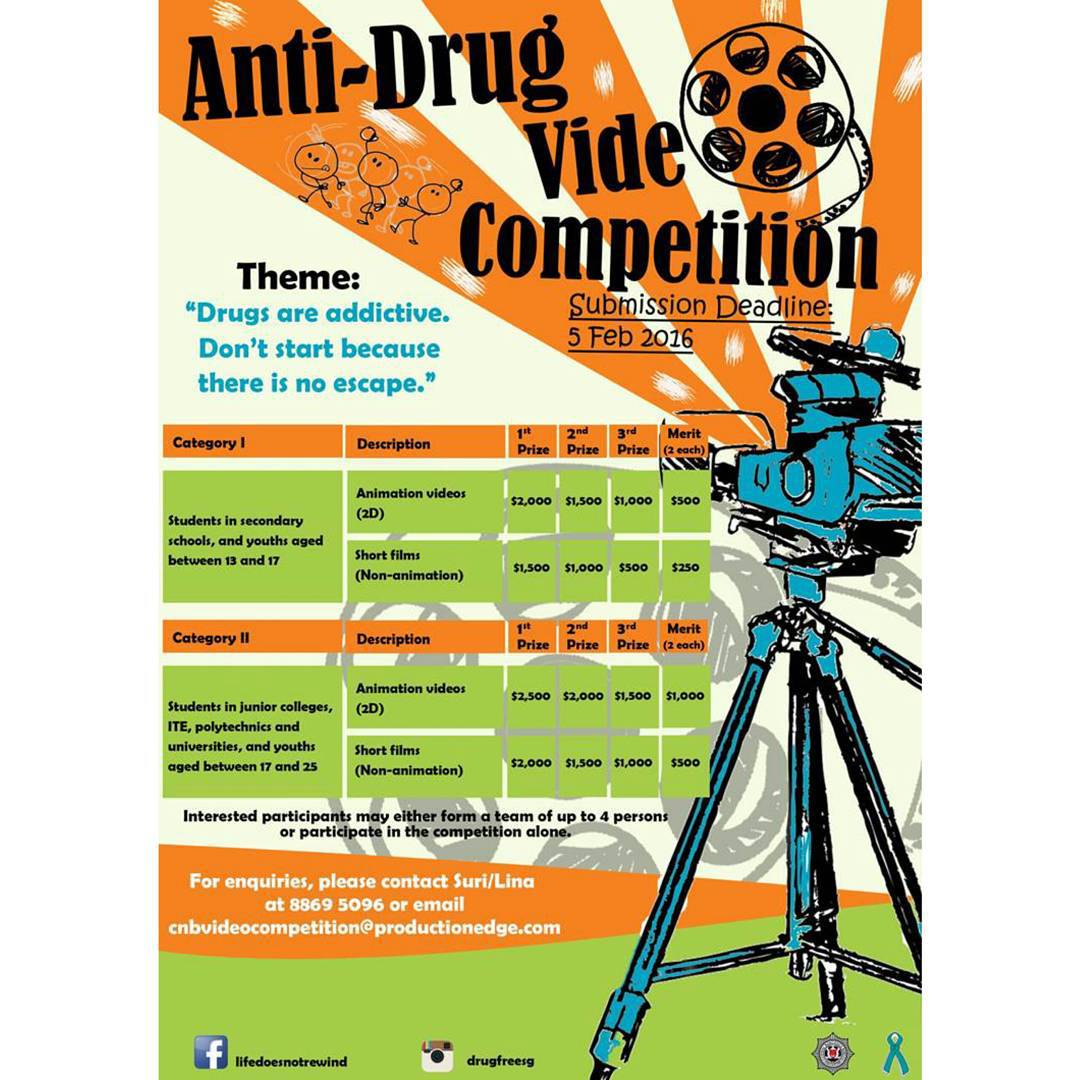 Anti-Drug
Vide
Competition
Submission Deadline:
5 Feb 2016
Theme:
“Drugs are addictive.
Don’t start because
there is no escape.”
Category I
Description
1st Prize
2nd Prize
3rd Prize
Merit (2 each)
Students in secondary
schools, and youths aged
between 13 and 17
Animation videos
(2D)
$2,000 $1,500 $1,000 $500
Short films
(Non-animation)
$1,500 $1,000 $500 $250
Category II
Description
1st Prize
2nd Prize
3rd Prize
Merit (2 each)
Students in junior colleges,
ITE, polytechnics and
universities, and youths
aged between 17 and 25
Animation videos
(2D)
$2,500 $2,000 $1,500 $1,000
Short films
(Non-animation)
$2,000 $1,500 $1,000 $500
Interested participants may either form a team of up to 4 persons
or participate in the competition alone.
For enquiries, please contact Suri/Lina
at 8869 5096 or email
cnbvideocompetition@productionedge.com
lifedoesnotrewind
drugfreesg